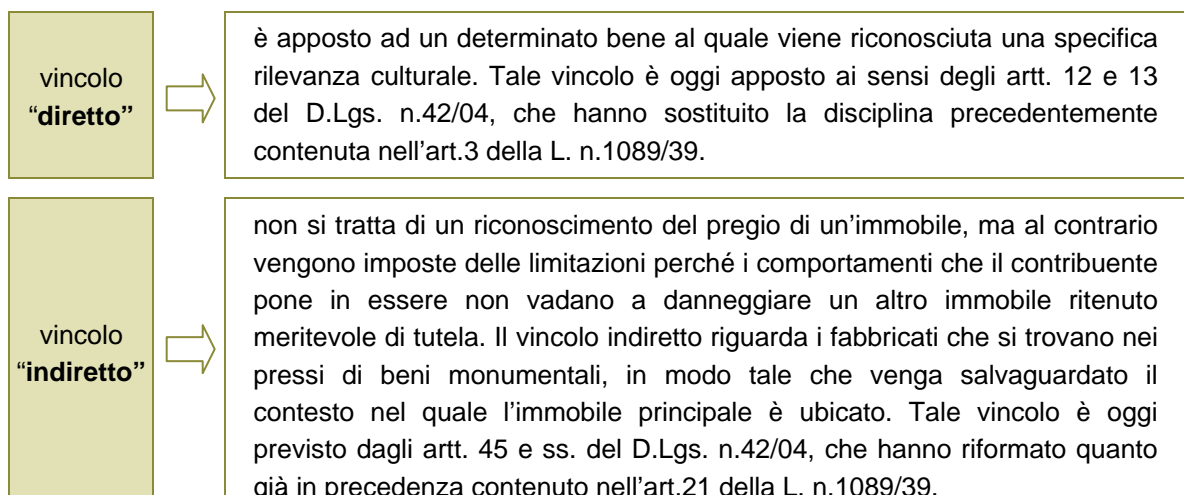 vincolo
“diretto”
è apposto ad un determinato bene al quale viene riconosciuta una specifica
rilevanza culturale. Tale vincolo è oggi apposto ai sensi degli artt. 12 e 13
del D.Lgs. n.42/04, che hanno sostituito la disciplina precedentemente
contenuta nell’art.3 della L. n.1089/39.
vincolo
“indiretto”
non si tratta di un riconoscimento del pregio di un’immobile, ma al contrario
vengono imposte delle limitazioni perché i comportamenti che il contribuente
pone in essere non vadano a danneggiare un altro immobile ritenuto
meritevole di tutela. Il vincolo indiretto riguarda i fabbricati che si trovano nei
pressi di beni monumentali, in modo tale che venga salvaguardato il
contesto nel quale l’immobile principale è ubicato. Tale vincolo è oggi
previsto dagli artt. 45 e ss. del D.Lgs. n.42/04, che hanno riformato quanto
già in precedenza contenuto nell’art.21 della L. n.1089/39.